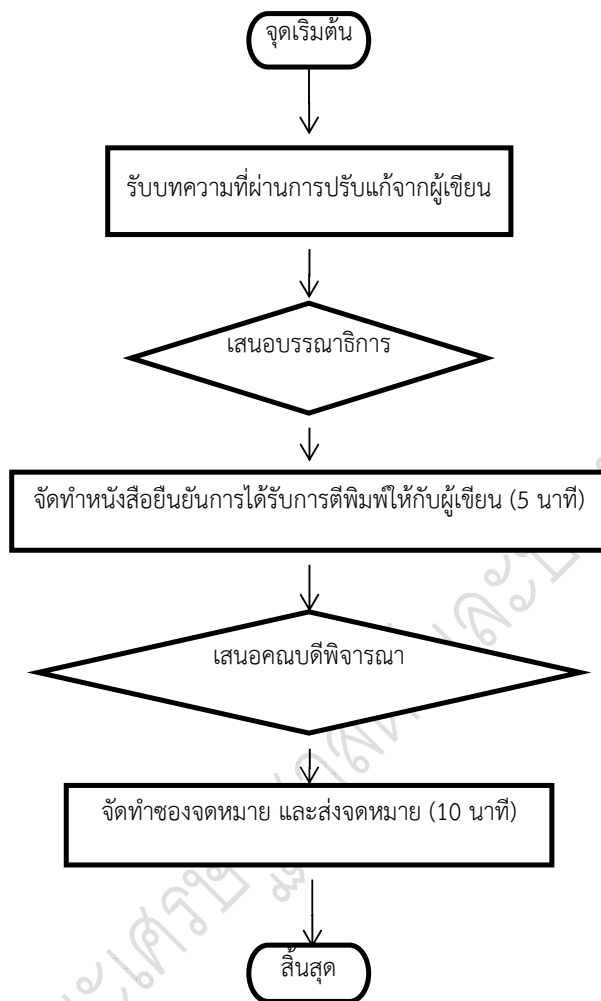 จุดเริ่มต้น
รับบทความที่ผ่านการปรับแก้จากผู้เขียน
เสนอบรรณาธิการ
จัดทำหนังสือยืนยันการได้รับการตีพิมพ์ให้กับผู้เขียน (5 นาที)
เสนอคณบดีพิจารณา
จัดทำซองจดหมาย และส่งจดหมาย (10 นาที)
สิ้นสุด